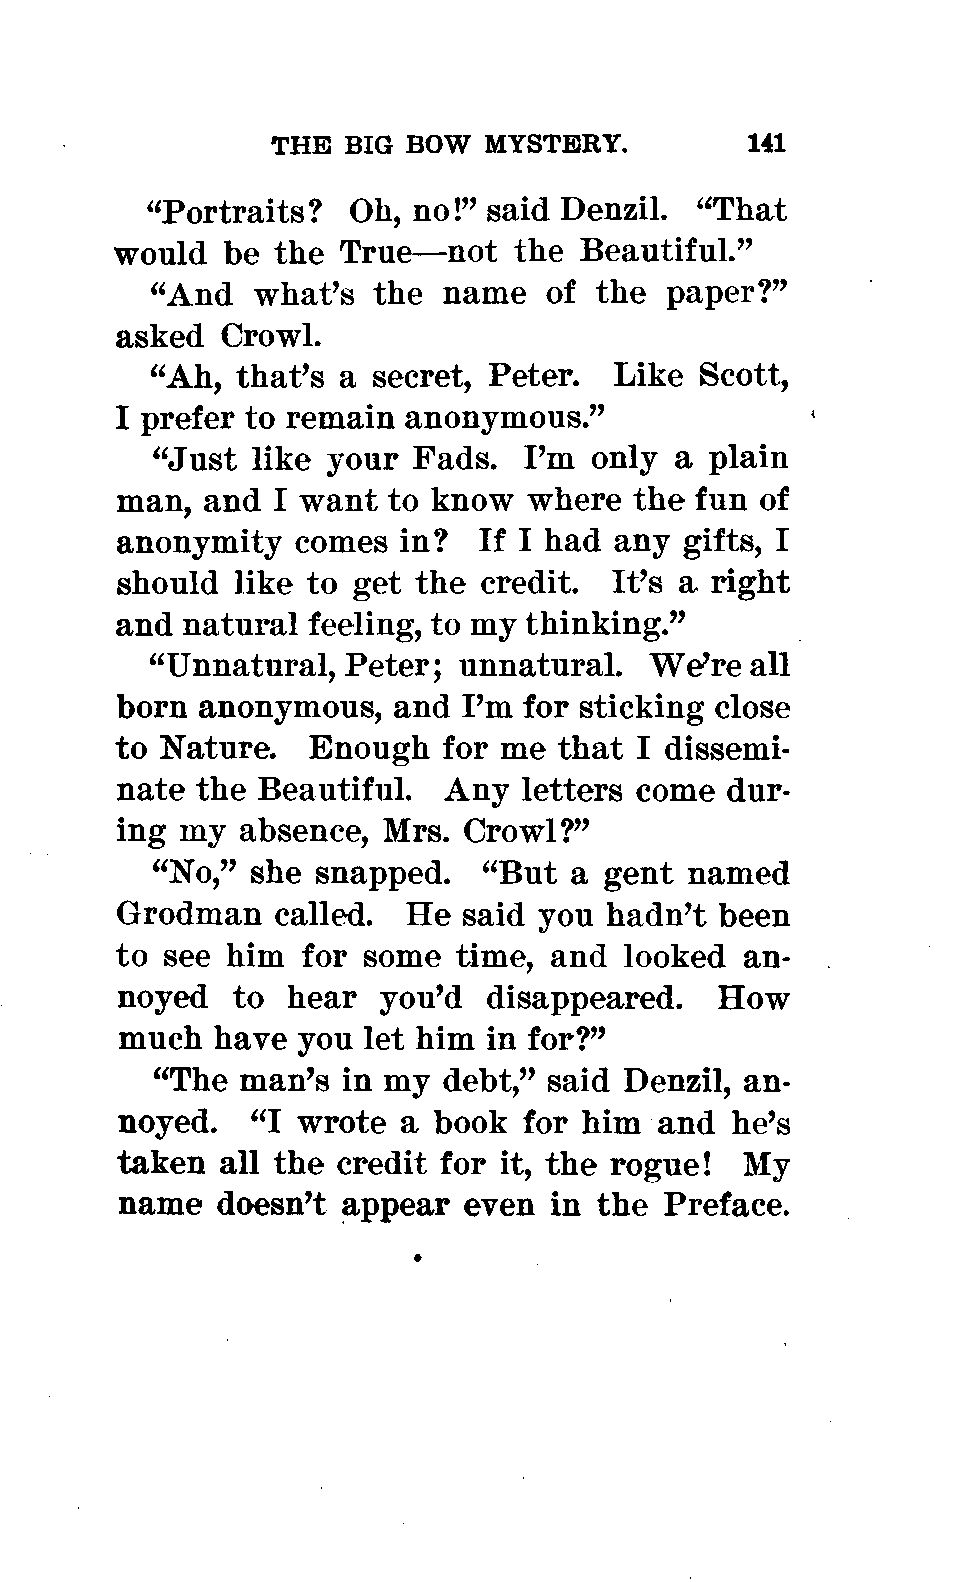 THE BIG BOW MYSTERY. 141
“Portraits? Oh, no!” said Denzil. “That
would be the True—not the Beautiful.”
“And what’s the name of the paper?”
asked Crowl.
“Ah, that’s a secret, Peter. Like Scott,
I prefer to remain anonymous.”
“Just like your Fads. I’m only a plain
man, and I want to know where the fun of
anonymity comes in? If I had any gifts, I
should like to get the credit. It’s a right
and natural feeling, to my thinking.”
“Unnatural, Peter; unnatural. We’re all
born anonymous, and I’m for sticking close
to Nature. Enough for me that I dissemi-
nate the Beautiful. Any letters come dur-
ing my absence, Mrs. Crowl?”
“No,” she snapped. “But a gent named
Grodman called. He said you hadn’t been
to see him for some time, and looked an-
noyed to hear you’d disappeared. How
much have you let him in for?”
“The man’s in my debt,” said Denzil, an-
noyed. “I wrote a book for him and he’s
taken all the credit for it, the rogue! My
name doesn’t appear even in the Preface.